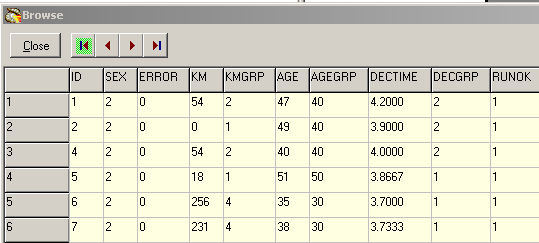 Browse
Close
ID SEX ERROR KM KMGRP AGE AGEGRP DECTIME DECGRP RUNOK
1 1 2 0 54 2 47 40 4.2000 2 1
2 2 2 0 0 1 49 40 3.9000 2 1
3 4 2 0 54 2 40 40 4.0000 2 1
4 5 2 0 18 1 51 50 3.8667 1 1
5 6 2 0 256 4 35 30 3.7000 1 1
6 7 2 0 231 4 38 30 3.7333 1 1